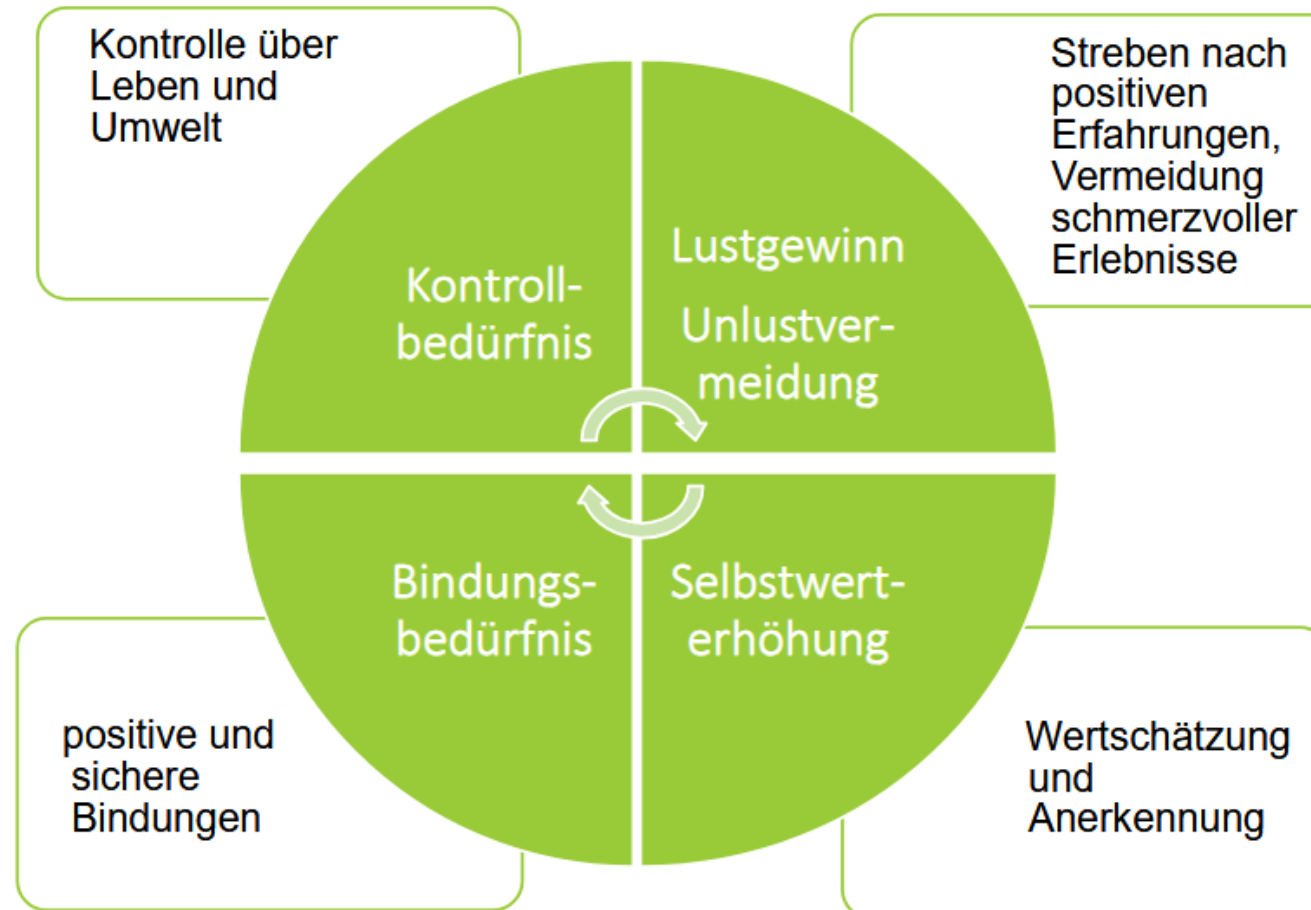 Kontrolle über
Leben und
Umwelt
Streben nach
positiven
Erfahrungen,
Vermeidung
schmerzvoller
Erlebnisse
Kontroll-
bedürfnis
Lustgewinn
Unlustver-
meidung
Bindungs-
bedürfnis
Selbstwert-
erhöhung
positive und
sichere
Bindungen
Wertschätzung
und
Anerkennung